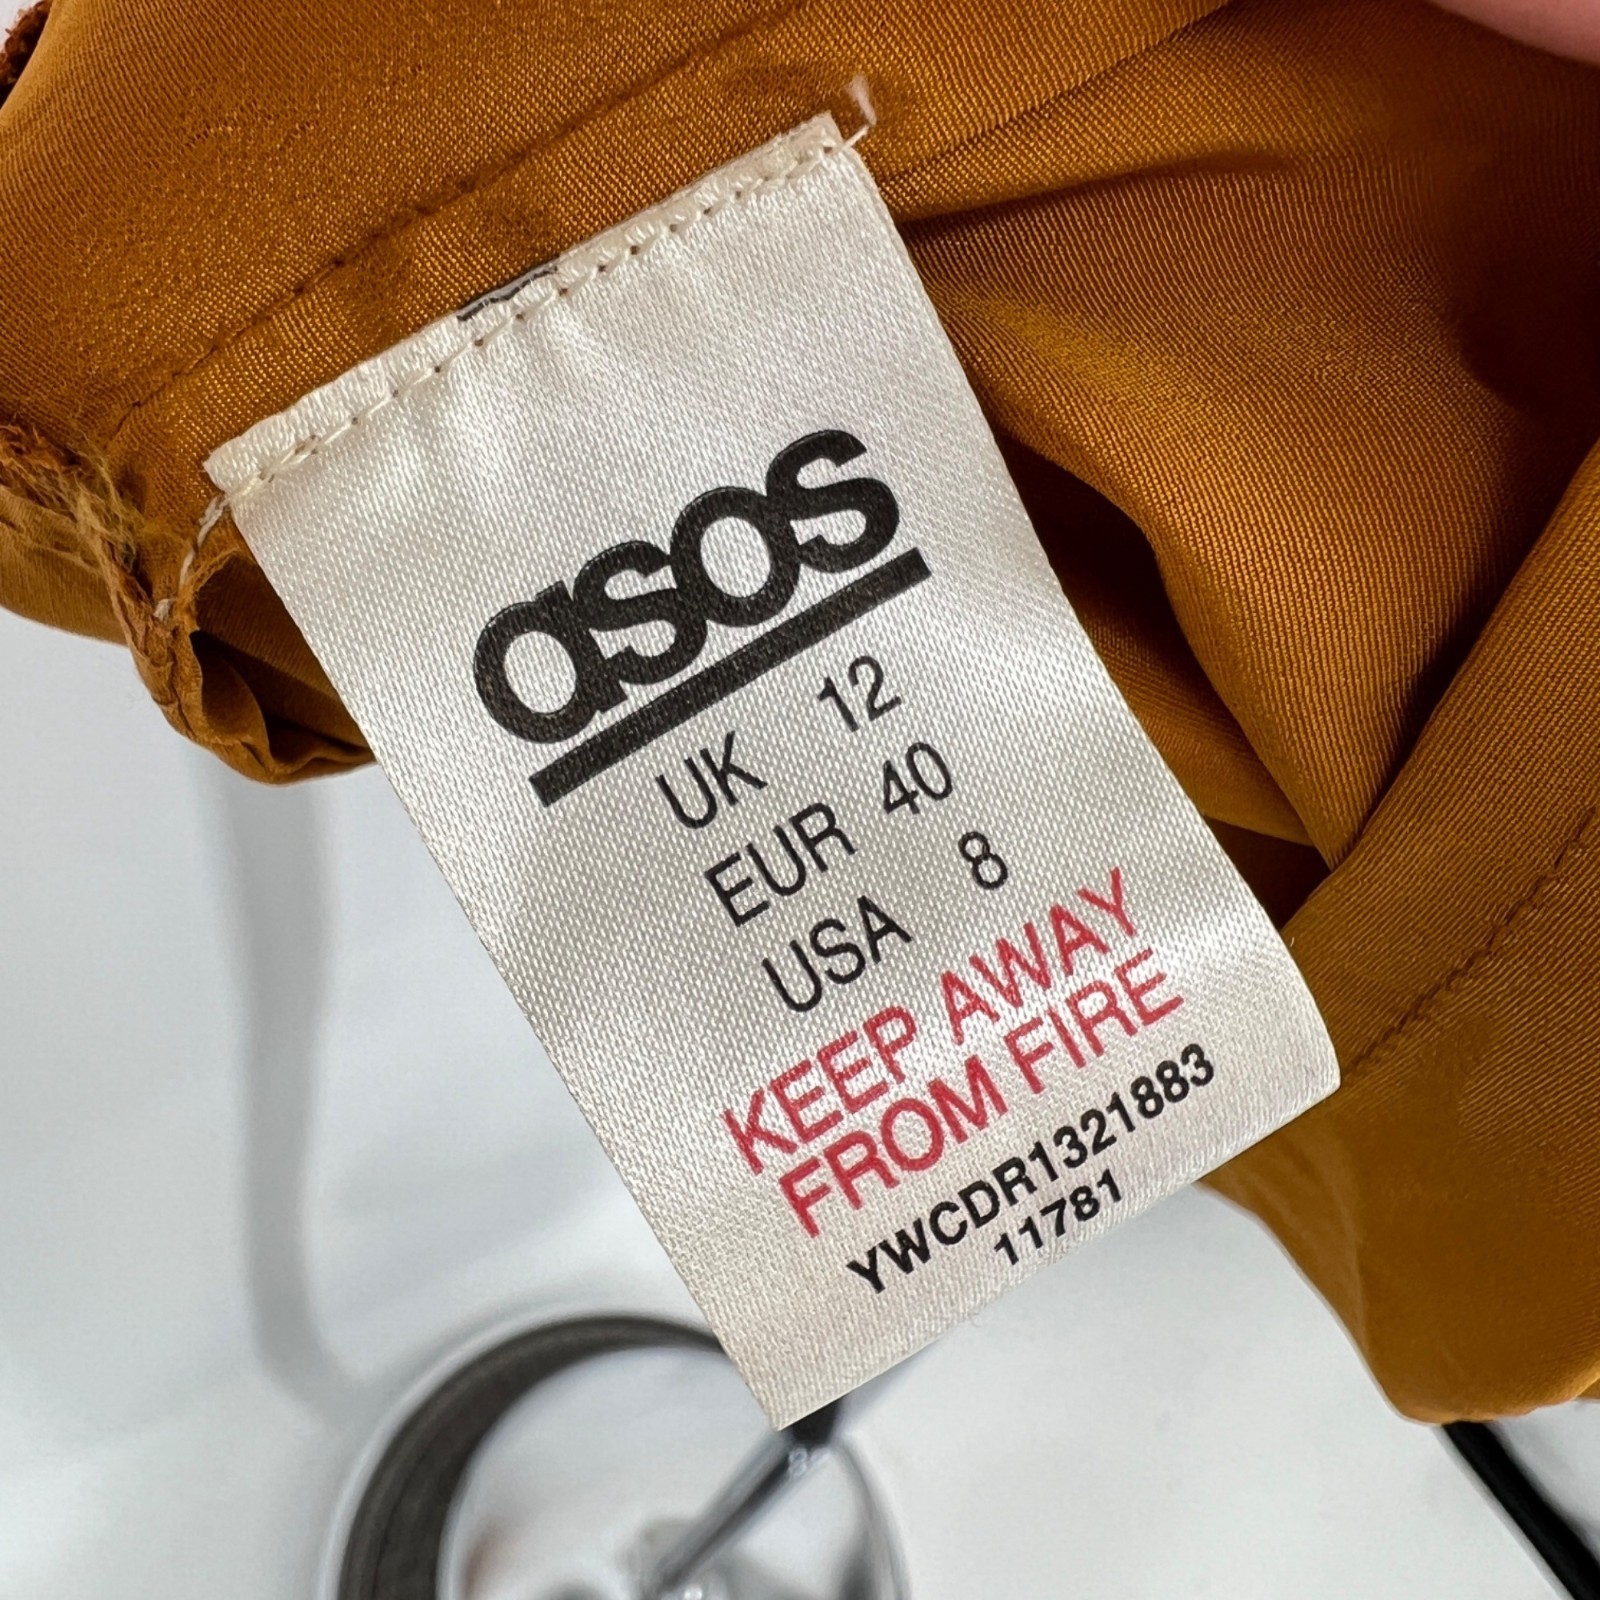 asos
UK 12
EUR 40
USA 8
KEEP AWAY
FROM FIRE
YWCDR1321883
11781